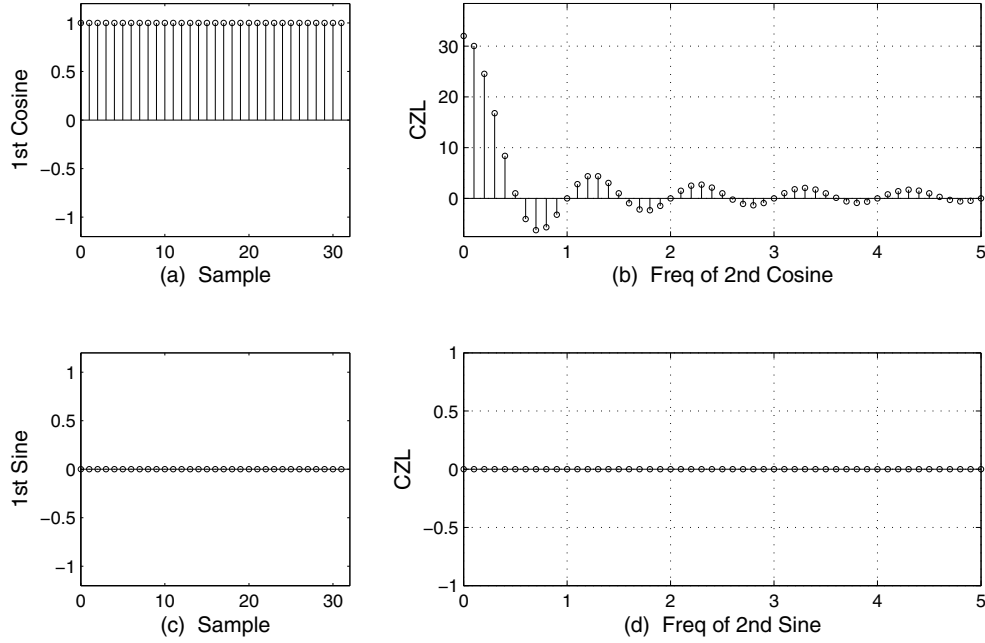 1st Cosine
1
0.5
0
−0.5
−1
0 10 20 30
(a) Sample
CZL
30
20
10
0
0 1 2 3 4 5
(b) Freq of 2nd Cosine
1st Sine
1
0.5
0
−0.5
−1
0 10 20 30
(c) Sample
CZL
1
0.5
0
−0.5
−1
0 1 2 3 4 5
(d) Freq of 2nd Sine